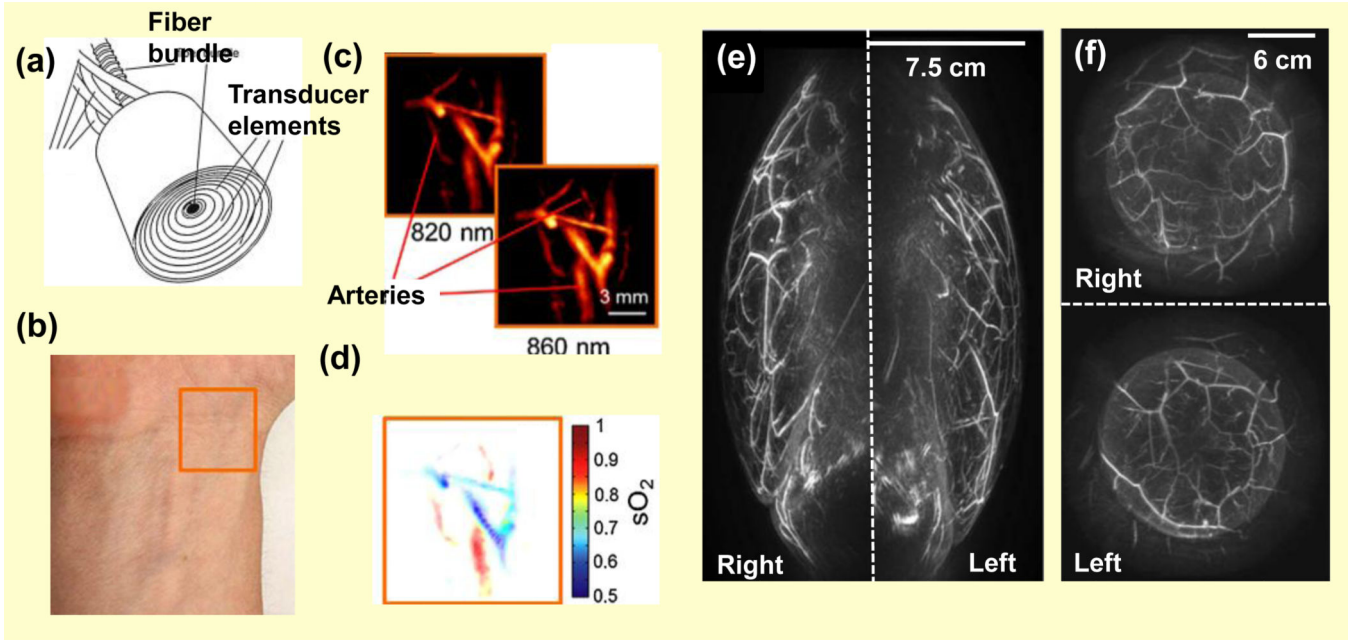 (a)
Fiber
bundle
Transducer
elements
(b)
(c)
820 nm
Arteries
3 mm
860 nm
(d)
1
0.9
0.8
0.7
0.6
0.5
sO2
(e)
7.5 cm
Right
Left
(f)
6 cm
Right
Left